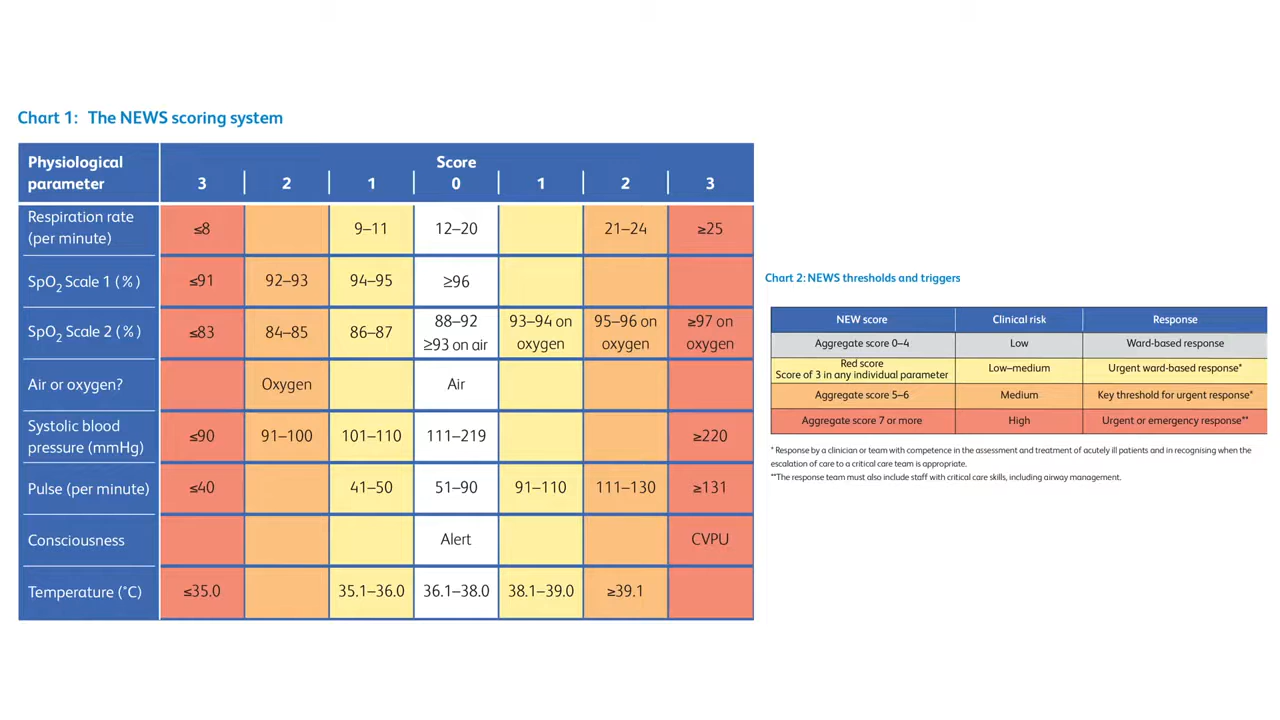 Chart 1: The NEWS scoring system
Physiological parameter
Score
3 2 1 0 1 2 3
Respiration rate (per minute) ≤8 9–11 12–20 21–24 ≥25
SpO2 Scale 1 (%) ≤91 92–93 94–95 ≥96
SpO2 Scale 2 (%) ≤83 84–85 86–87 88–92 ≥93 on air 93–94 on oxygen 95–96 on oxygen ≥97 on oxygen
Air or oxygen? Oxygen Air
Systolic blood pressure (mmHg) ≤90 91–100 101–110 111–219 ≥220
Pulse (per minute) ≤40 41–50 51–90 91–110 111–130 ≥131
Consciousness Alert CVPU
Temperature (°C) ≤35.0 35.1–36.0 36.1–38.0 38.1–39.0 ≥39.1
Chart 2: NEWS thresholds and triggers
NEW score Clinical risk Response
Aggregate score 0–4 Low Ward-based response
Red score
Score of 3 in any individual parameter Low–medium Urgent ward-based response*
Aggregate score 5–6 Medium Key threshold for urgent response*
Aggregate score 7 or more High Urgent or emergency response**
* Response by a clinician or team with competence in the assessment and treatment of acutely ill patients and in recognising when the
escalation of care to a critical care team is appropriate.
**The response team must also include staff with critical care skills, including airway management.